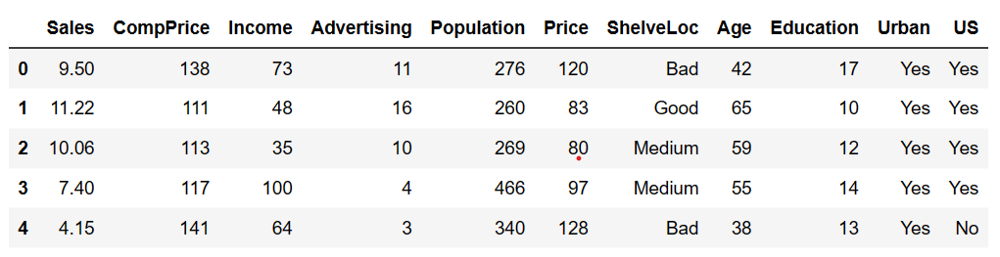 Sales CompPrice Income Advertising Population Price ShelveLoc Age Education Urban US
0 9.50 138 73 11 276 120 Bad 42 17 Yes Yes
1 11.22 111 48 16 260 83 Good 65 10 Yes Yes
2 10.06 113 35 10 269 80 Medium 59 12 Yes Yes
3 7.40 117 100 4 466 97 Medium 55 14 Yes Yes
4 4.15 141 64 3 340 128 Bad 38 13 Yes No